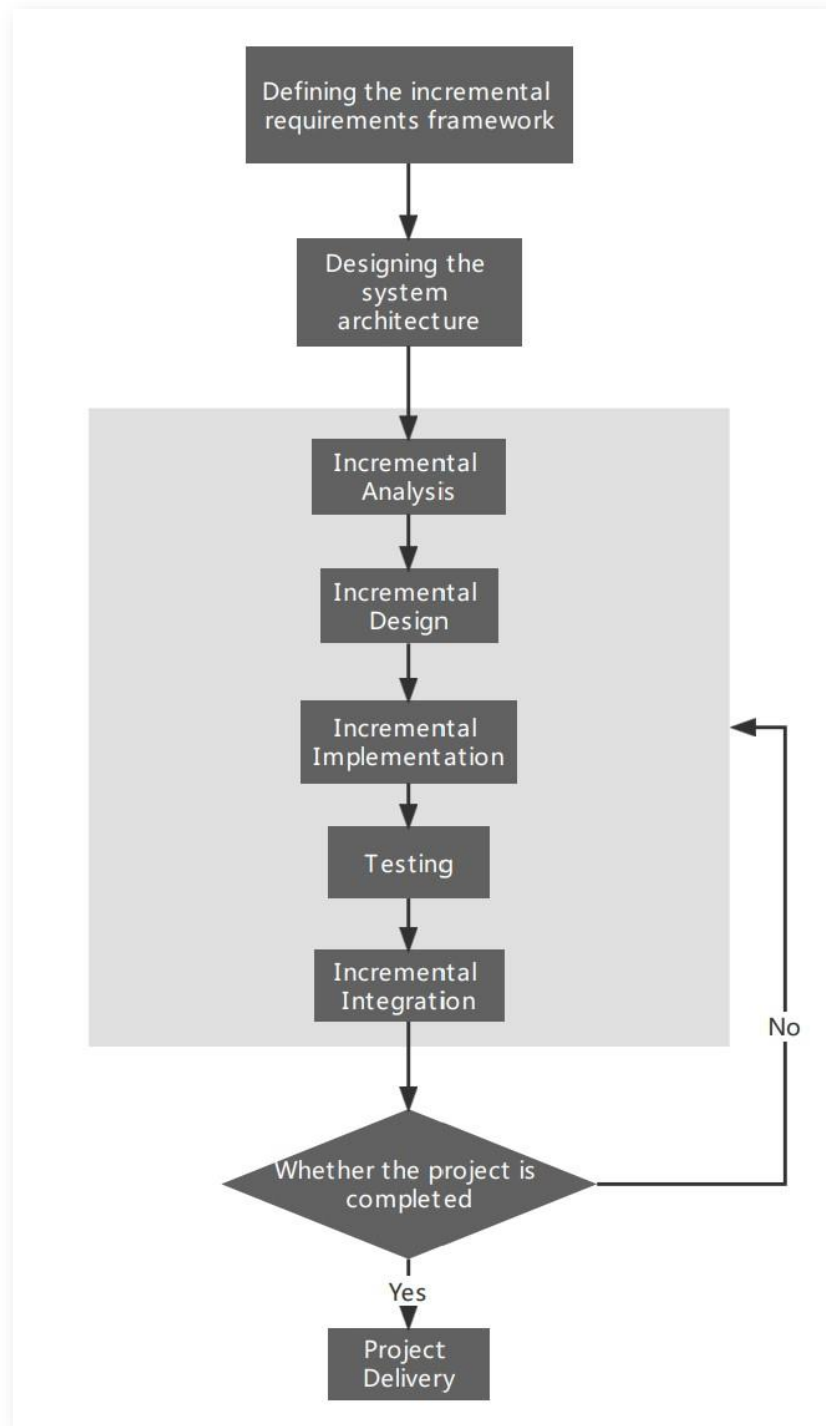 Defining the incremental
requirements framework
Designing the
system
architecture
Incremental
Analysis
Incremental
Design
Incremental
Implementation
Testing
Incremental
Integration
No
Whether the project is
completed
Yes
Project
Delivery